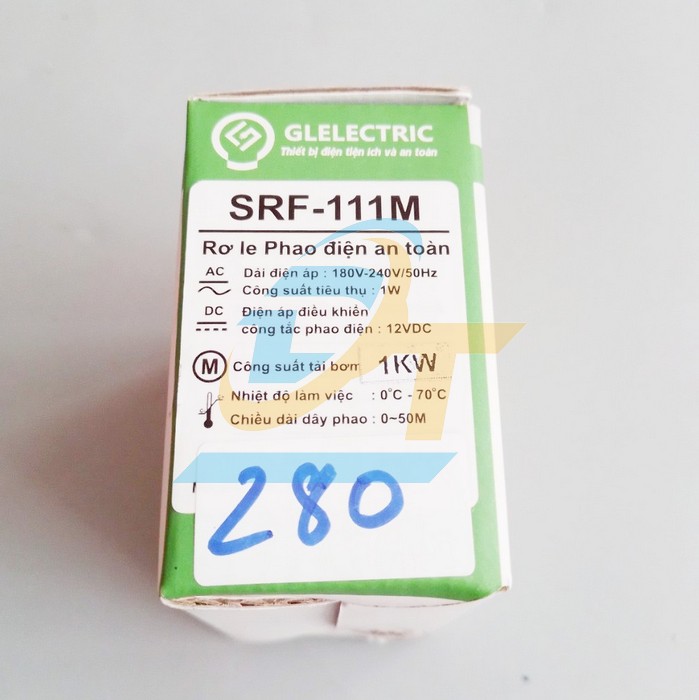 GLELECTRIC
Thiết bị điện tiện ích và an toàn
SRF-111M
Rơ le Phao điện an toàn
AC Dải điện áp : 180V-240V/50Hz
Công suất tiêu thụ : 1W
DC Điện áp điều khiển
công tắc phao điện : 12VDC
M Công suất tải bơm 1KW
Nhiệt độ làm việc : 0°C - 70°C
Chiều dài dây phao : 0~50M
280
DT